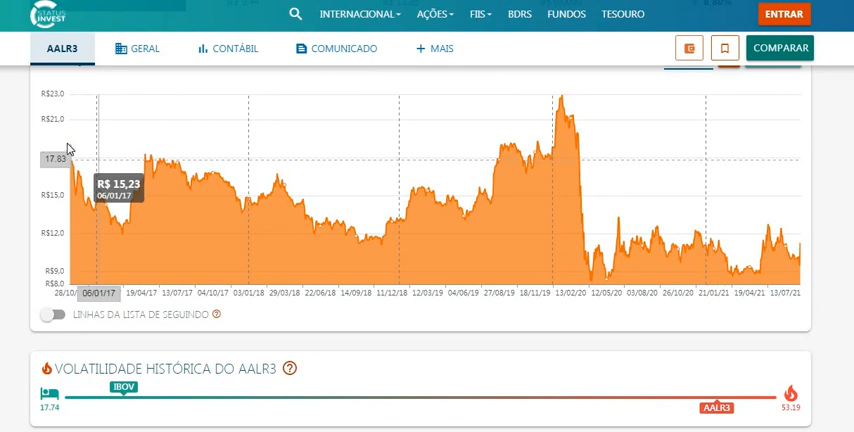 STATUS
INVEST
INTERNACIONAL AÇÕES FIIS BDRS FUNDOS TESOURO ENTRAR
AALR3 GERAL CONTÁBIL COMUNICADO + MAIS COMPARAR
R$23.0
R$21.0
17.83
R$ 15,23
06/01/17
R$15.0
R$12.0
R$9.0
R$8.0
28/10/ 06/01/17 19/04/17 13/07/17 04/10/17 03/01/18 29/03/18 22/06/18 14/09/18 11/12/18 12/03/19 04/06/19 27/08/19 18/11/19 13/02/20 12/05/20 03/08/20 26/10/20 21/01/21 19/04/21 13/07/21
LINHAS DA LISTA DE SEGUINDO ?
VOLATILIDADE HISTÓRICA DO AALR3 ?
IBOV
AALR3
17.74 53.19